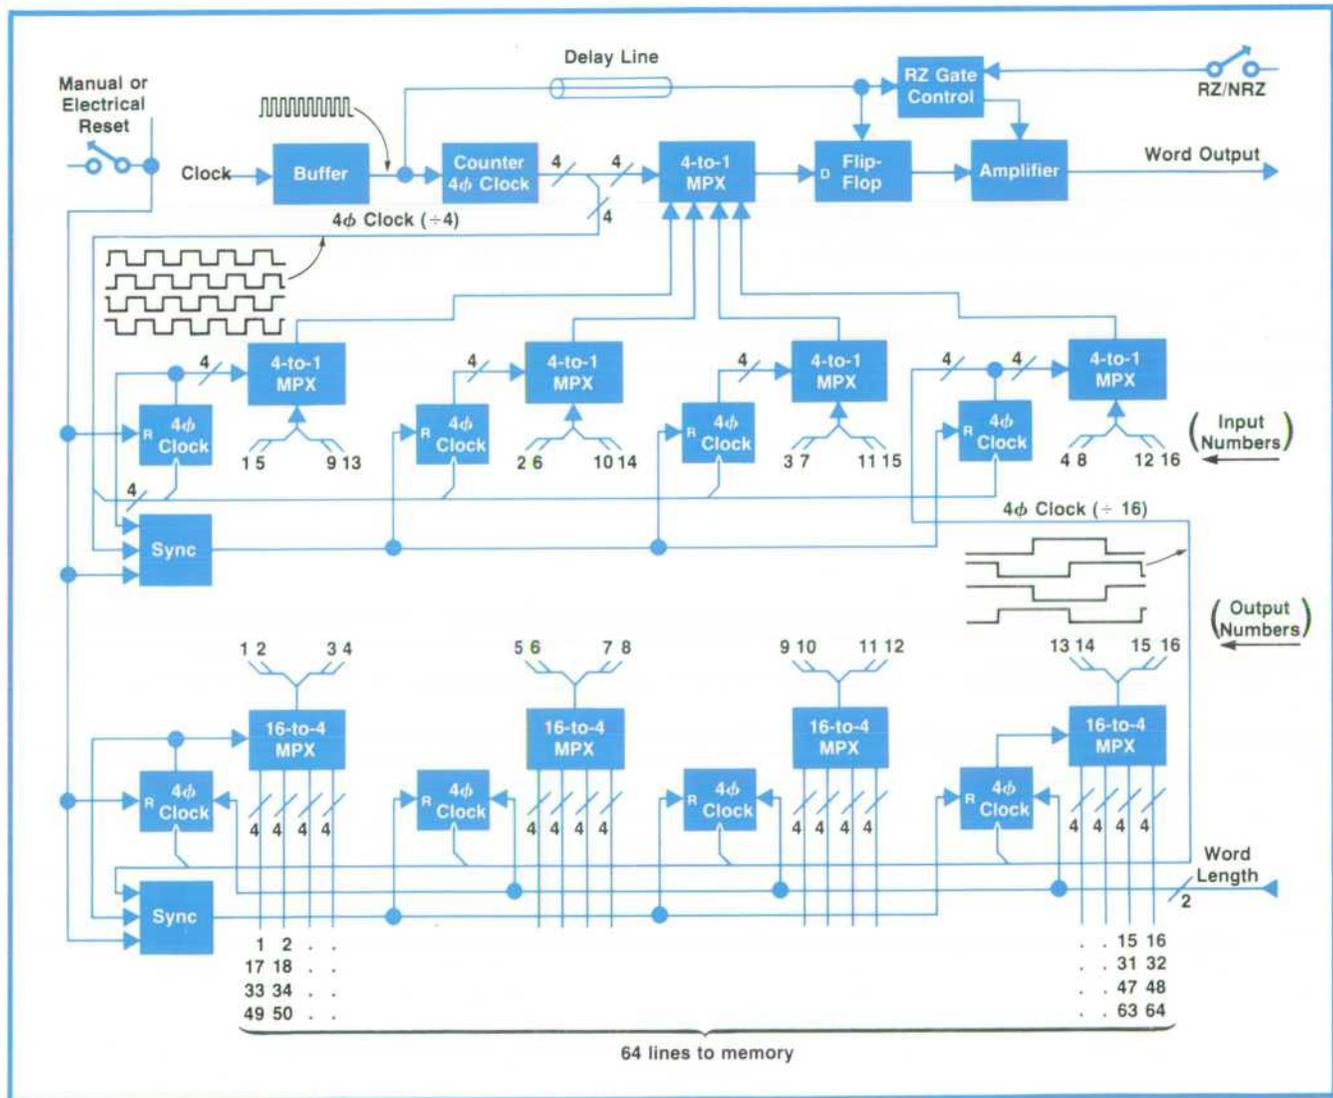 Delay Line
Manual or
Electrical
Reset
RZ Gate
Control
RZ/NRZ
Clock
Buffer
Counter
4ϕ Clock
4
4
4-to-1
MPX
D
Flip-
Flop
Amplifier
Word Output
4
4ϕ Clock (÷4)
4
4-to-1
MPX
4
4-to-1
MPX
4
4-to-1
MPX
4
4
4-to-1
MPX
R
4ϕ
Clock
R
4ϕ
Clock
R
4ϕ
Clock
R
4ϕ
Clock
(Input
Numbers)
1 5 9 13
2 6 10 14
3 7 11 15
4 8 12 16
4
Sync
4ϕ Clock (÷ 16)
(Output
Numbers)
1 2 3 4
5 6 7 8
9 10 11 12
13 14 15 16
16-to-4
MPX
16-to-4
MPX
16-to-4
MPX
16-to-4
MPX
R
4ϕ
Clock
R
4ϕ
Clock
R
4ϕ
Clock
R
4ϕ
Clock
4 4 4 4
4 4 4 4
4 4 4 4
4 4 4 4
Word
Length
2
Sync
1 2 . . . . 15 16
17 18 . . . . 31 32
33 34 . . . . 47 48
49 50 . . . . 63 64
64 lines to memory